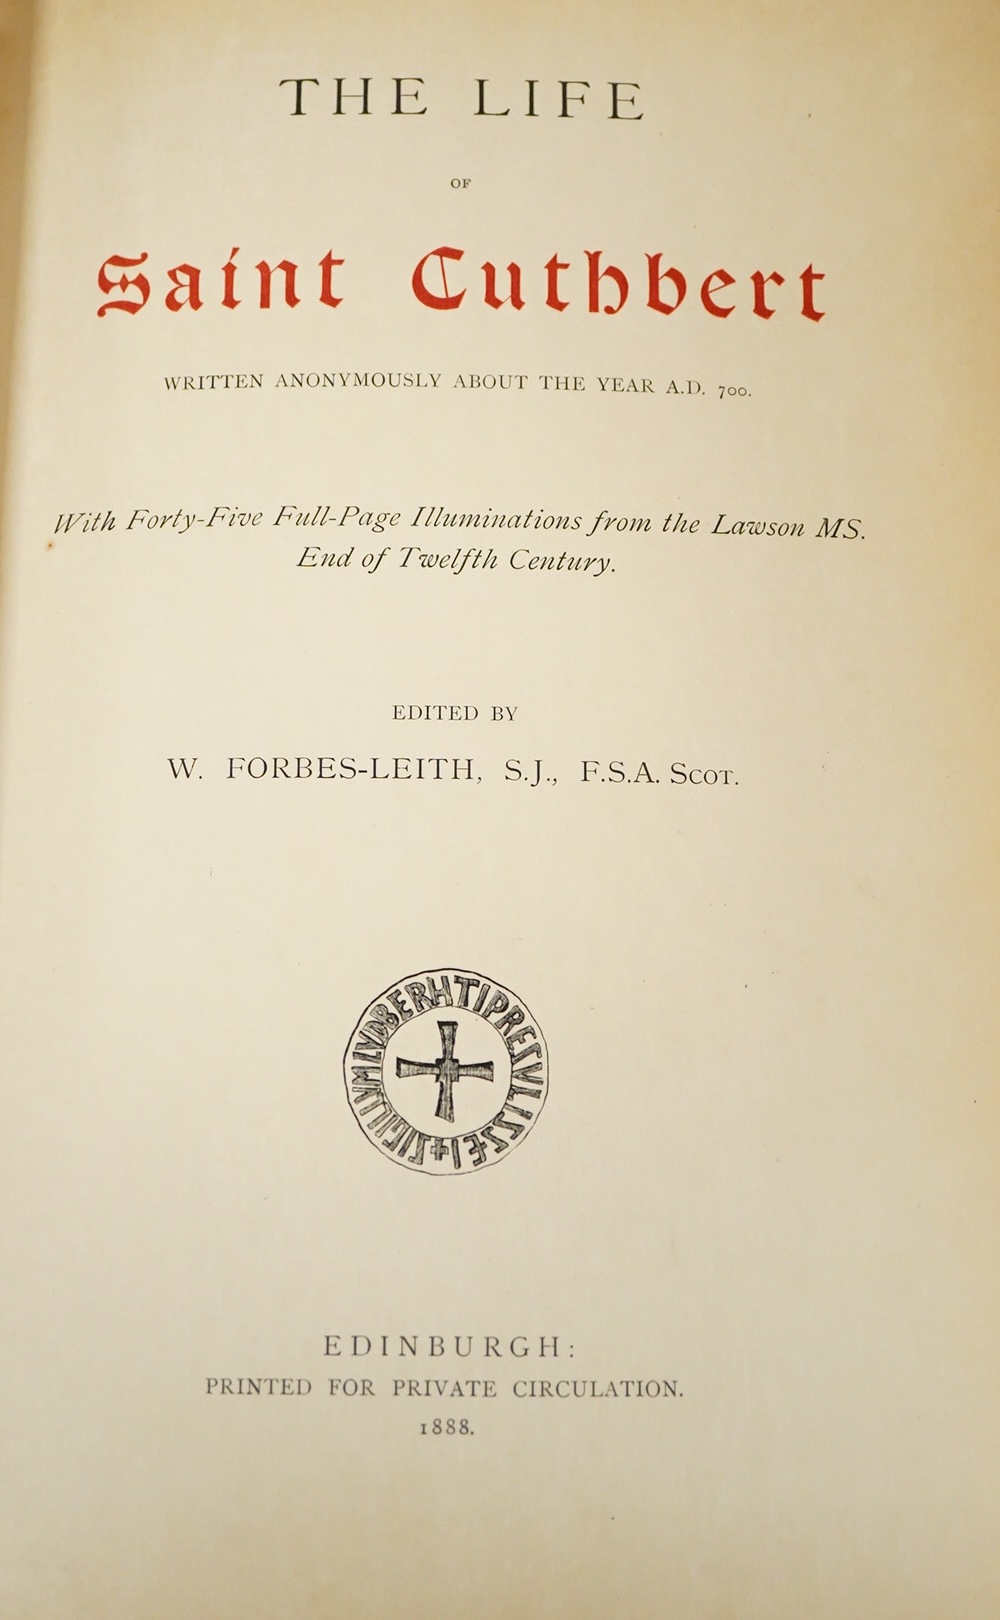 THE LIFE
OF
Saint Cuthbert
WRITTEN ANONYMOUSLY ABOUT THE YEAR A.D. 700.
With Forty-Five Full-Page Illuminations from the Lawson MS.
End of Twelfth Century.
EDITED BY
W. FORBES-LEITH, S.J., F.S.A. SCOT.
EDINBURGH:
PRINTED FOR PRIVATE CIRCULATION.
1888.